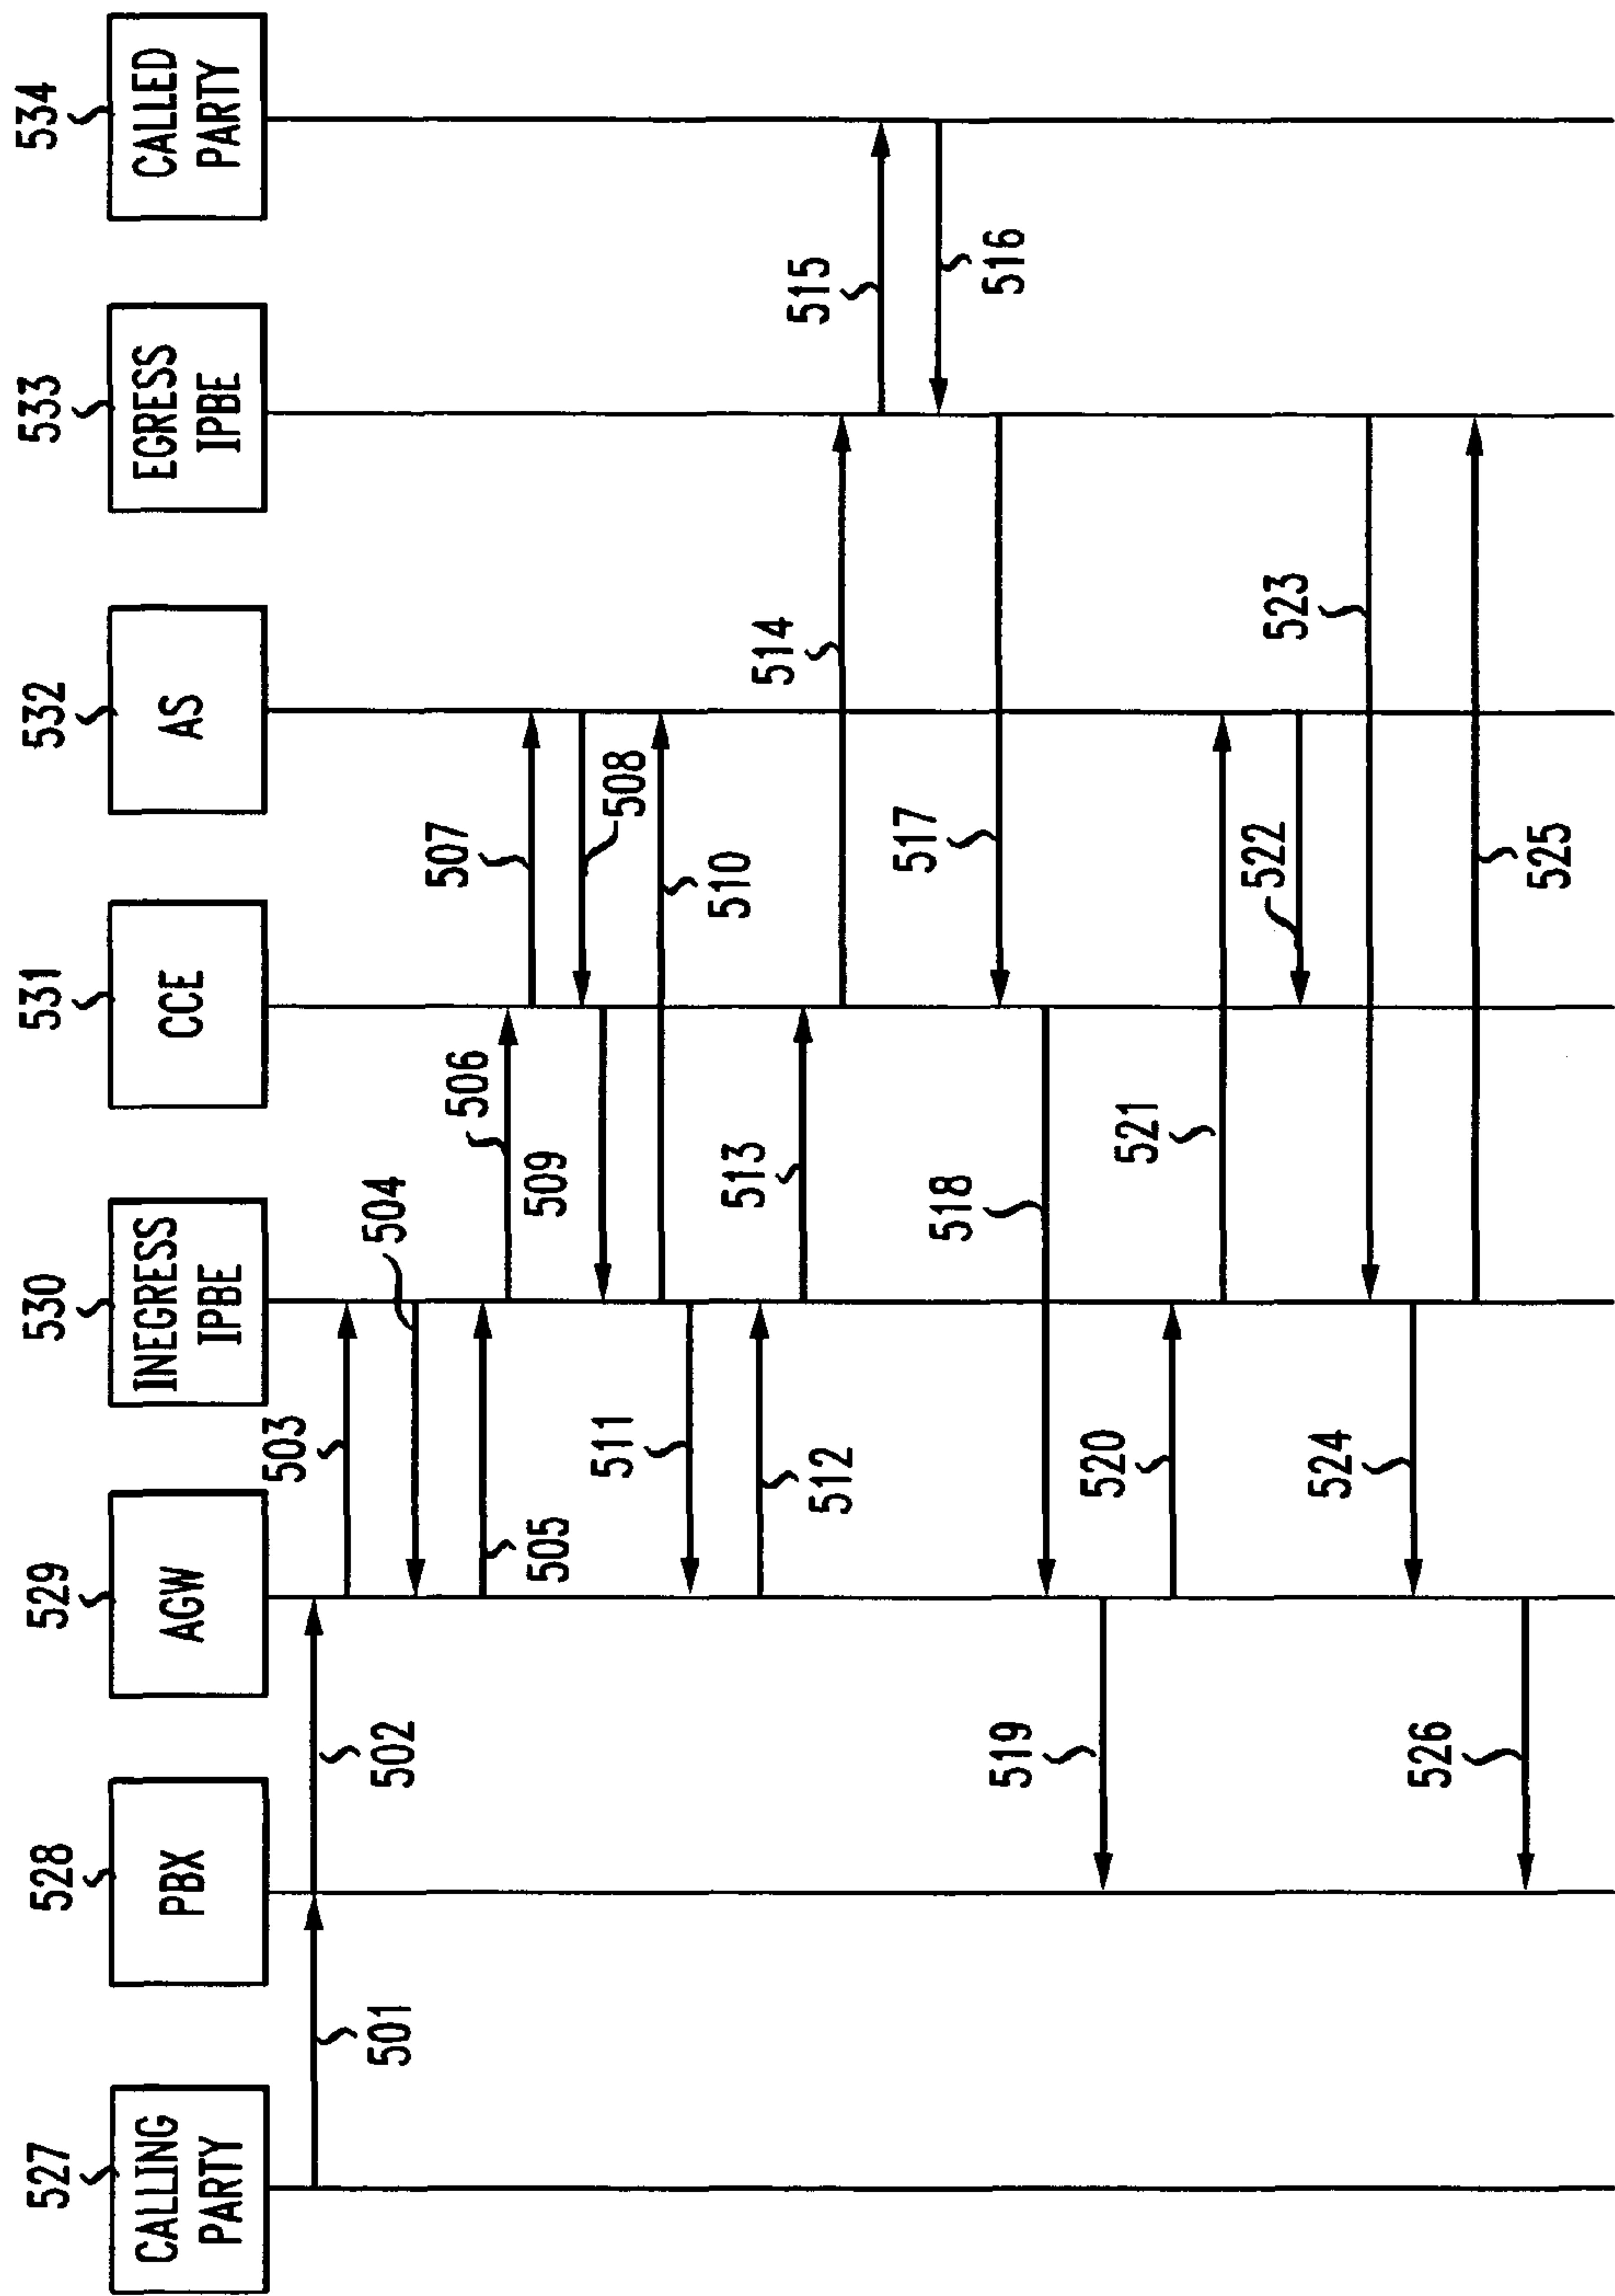 527
CALLING
PARTY
528
PBX
529
AGW
530
INEGRESS
IPBE
531
CCE
532
AS
533
EGRESS
IPBE
534
CALLED
PARTY
501
502
503
504
505
506
507
508
509
510
511
512
513
514
515
516
517
518
519
520
521
522
523
524
525
526